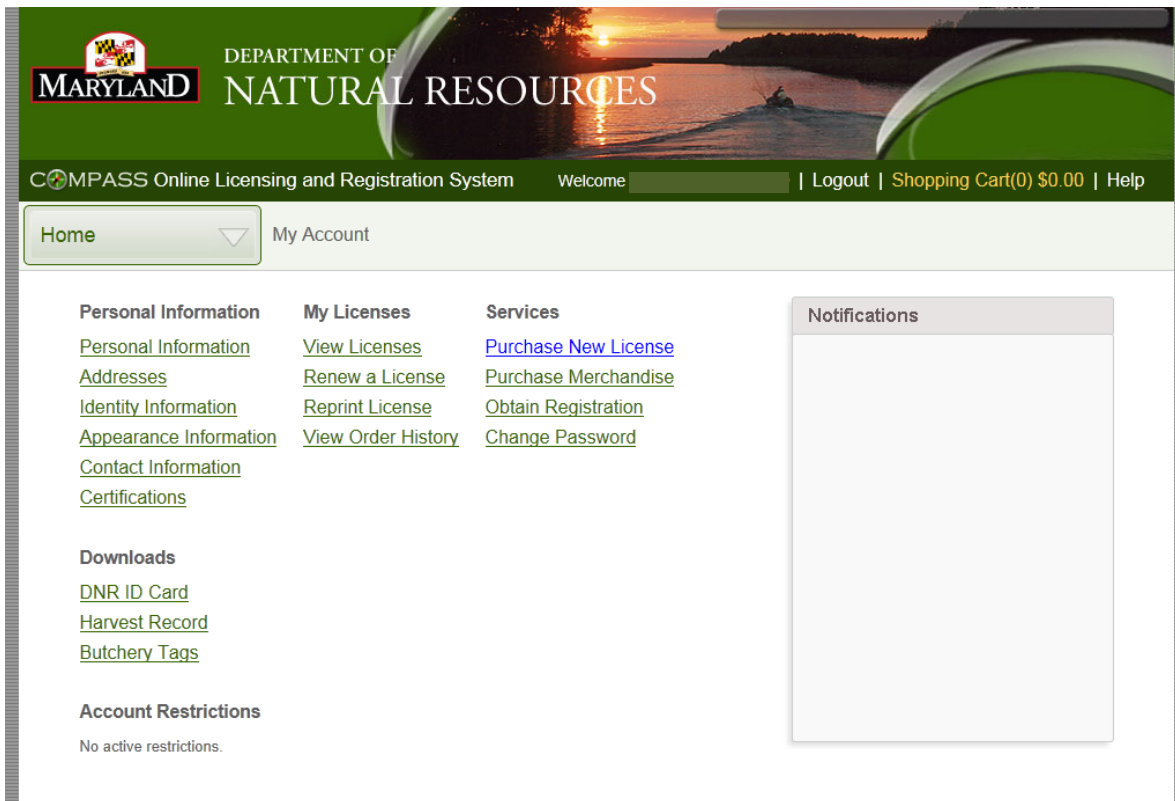 MARYLAND
DEPARTMENT OF
NATURAL RESOURCES
COMPASS Online Licensing and Registration System Welcome | Logout | Shopping Cart(0) $0.00 | Help
Home My Account
Personal Information My Licenses Services Notifications
Personal Information View Licenses Purchase New License
Addresses Renew a License Purchase Merchandise
Identity Information Reprint License Obtain Registration
Appearance Information View Order History Change Password
Contact Information
Certifications
Downloads
DNR ID Card
Harvest Record
Butchery Tags
Account Restrictions
No active restrictions.